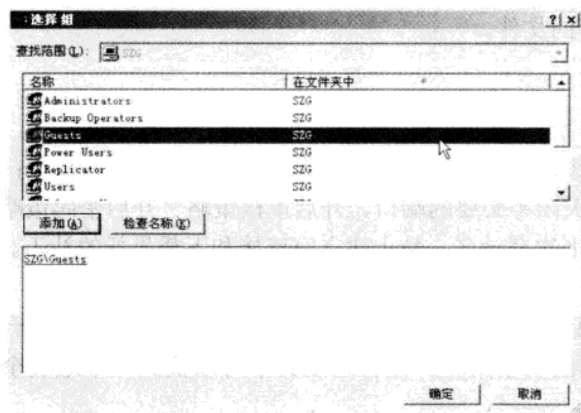 选择 组
查找范围(L): SZG
名称 在文件夹中
Administrators SZG
Backup Operators SZG
Guests SZG
Power Users SZG
Replicator SZG
Users SZG
添加(A) 检查名称(K)
SZG\Guests
确定 取消